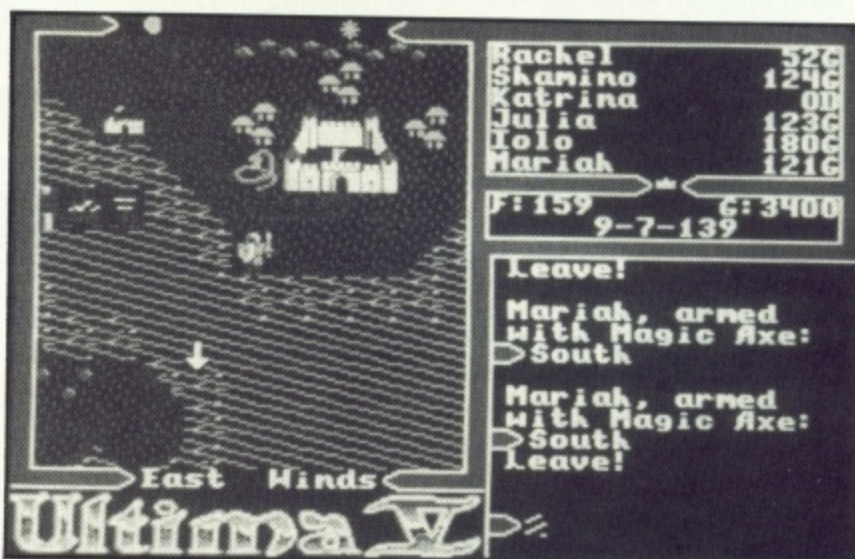 Rachel 52G
Shamino 124G
Katrina 0D
Julia 123G
Iolo 180G
Mariah 121G
F:159 G:3400
9-7-139
Leave!
Mariah, armed
with Magic Axe:
South
Mariah, armed
with Magic Axe:
South
Leave!
East Winds
Ultima V